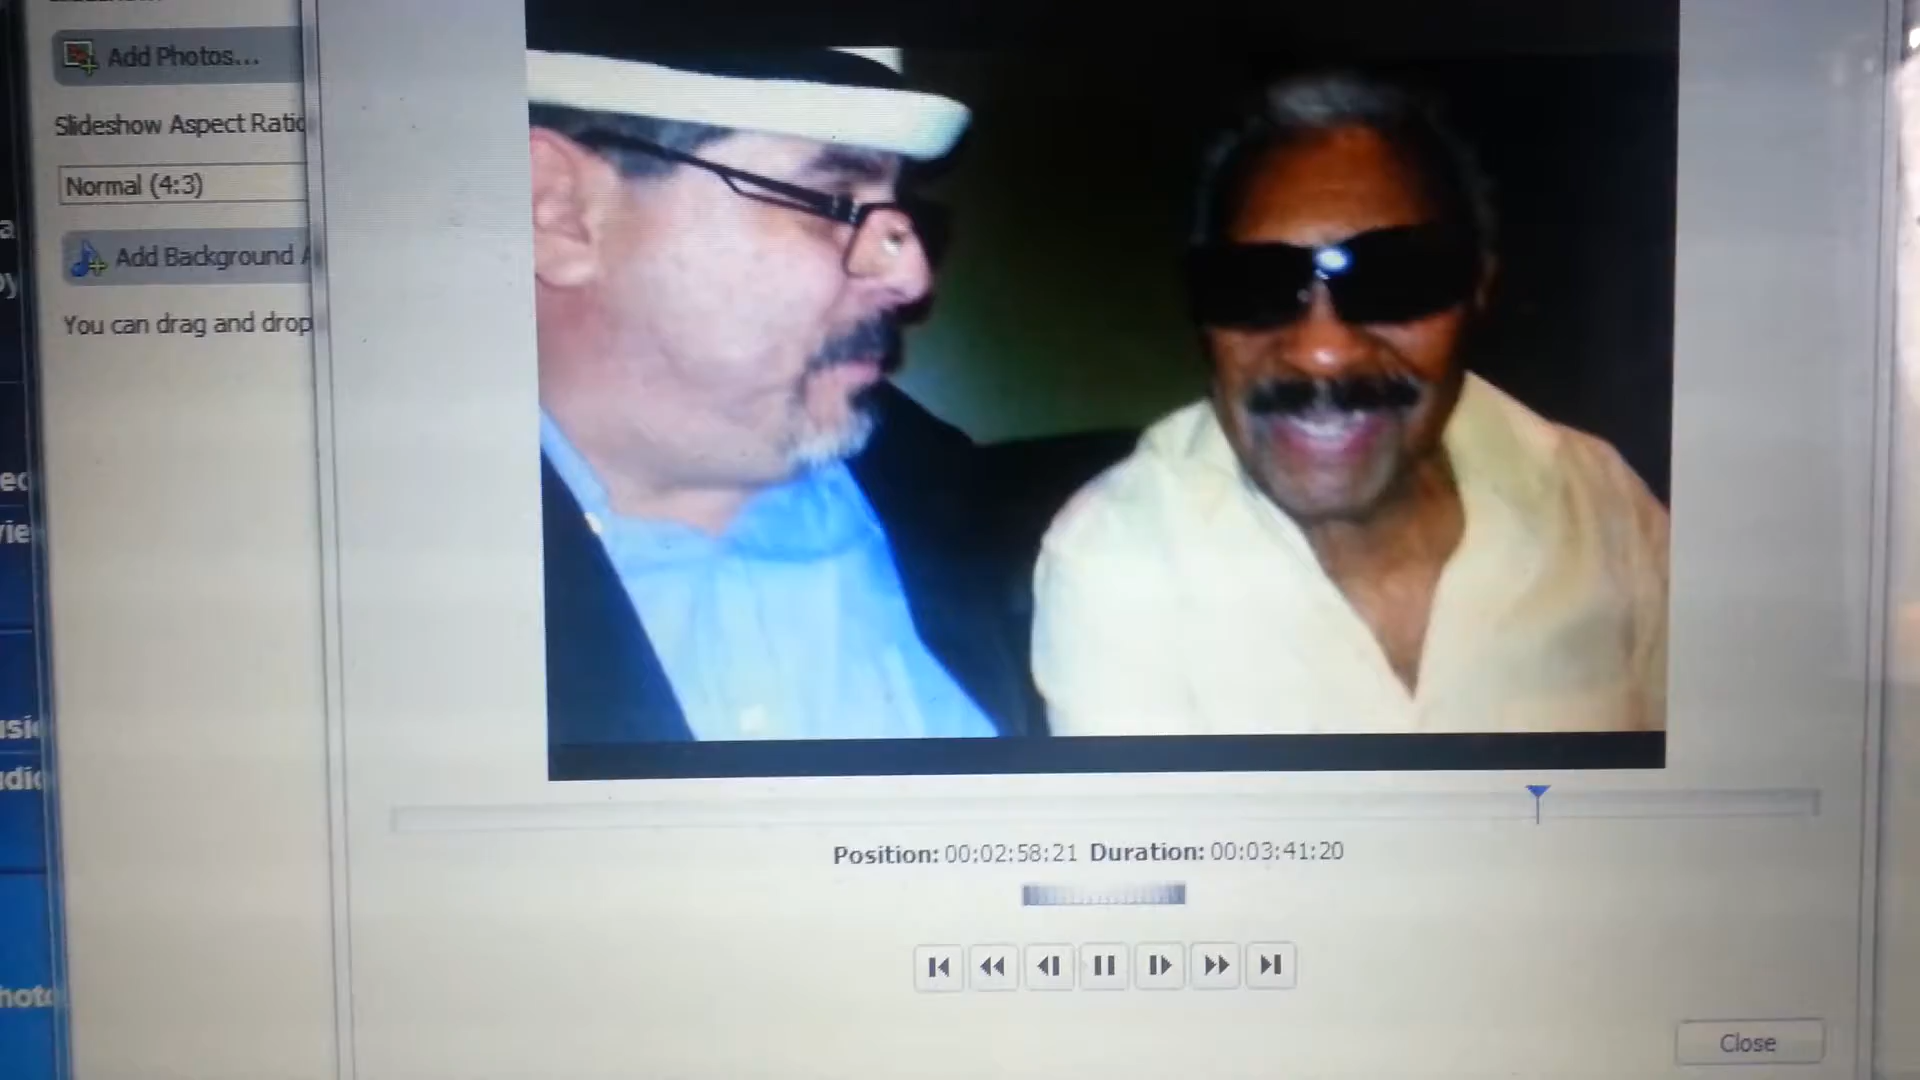 Add Photos...
Slideshow Aspect Ratio
Normal (4:3)
Add Background A
You can drag and drop
Position: 00:02:58:21 Duration: 00:03:41:20
Close